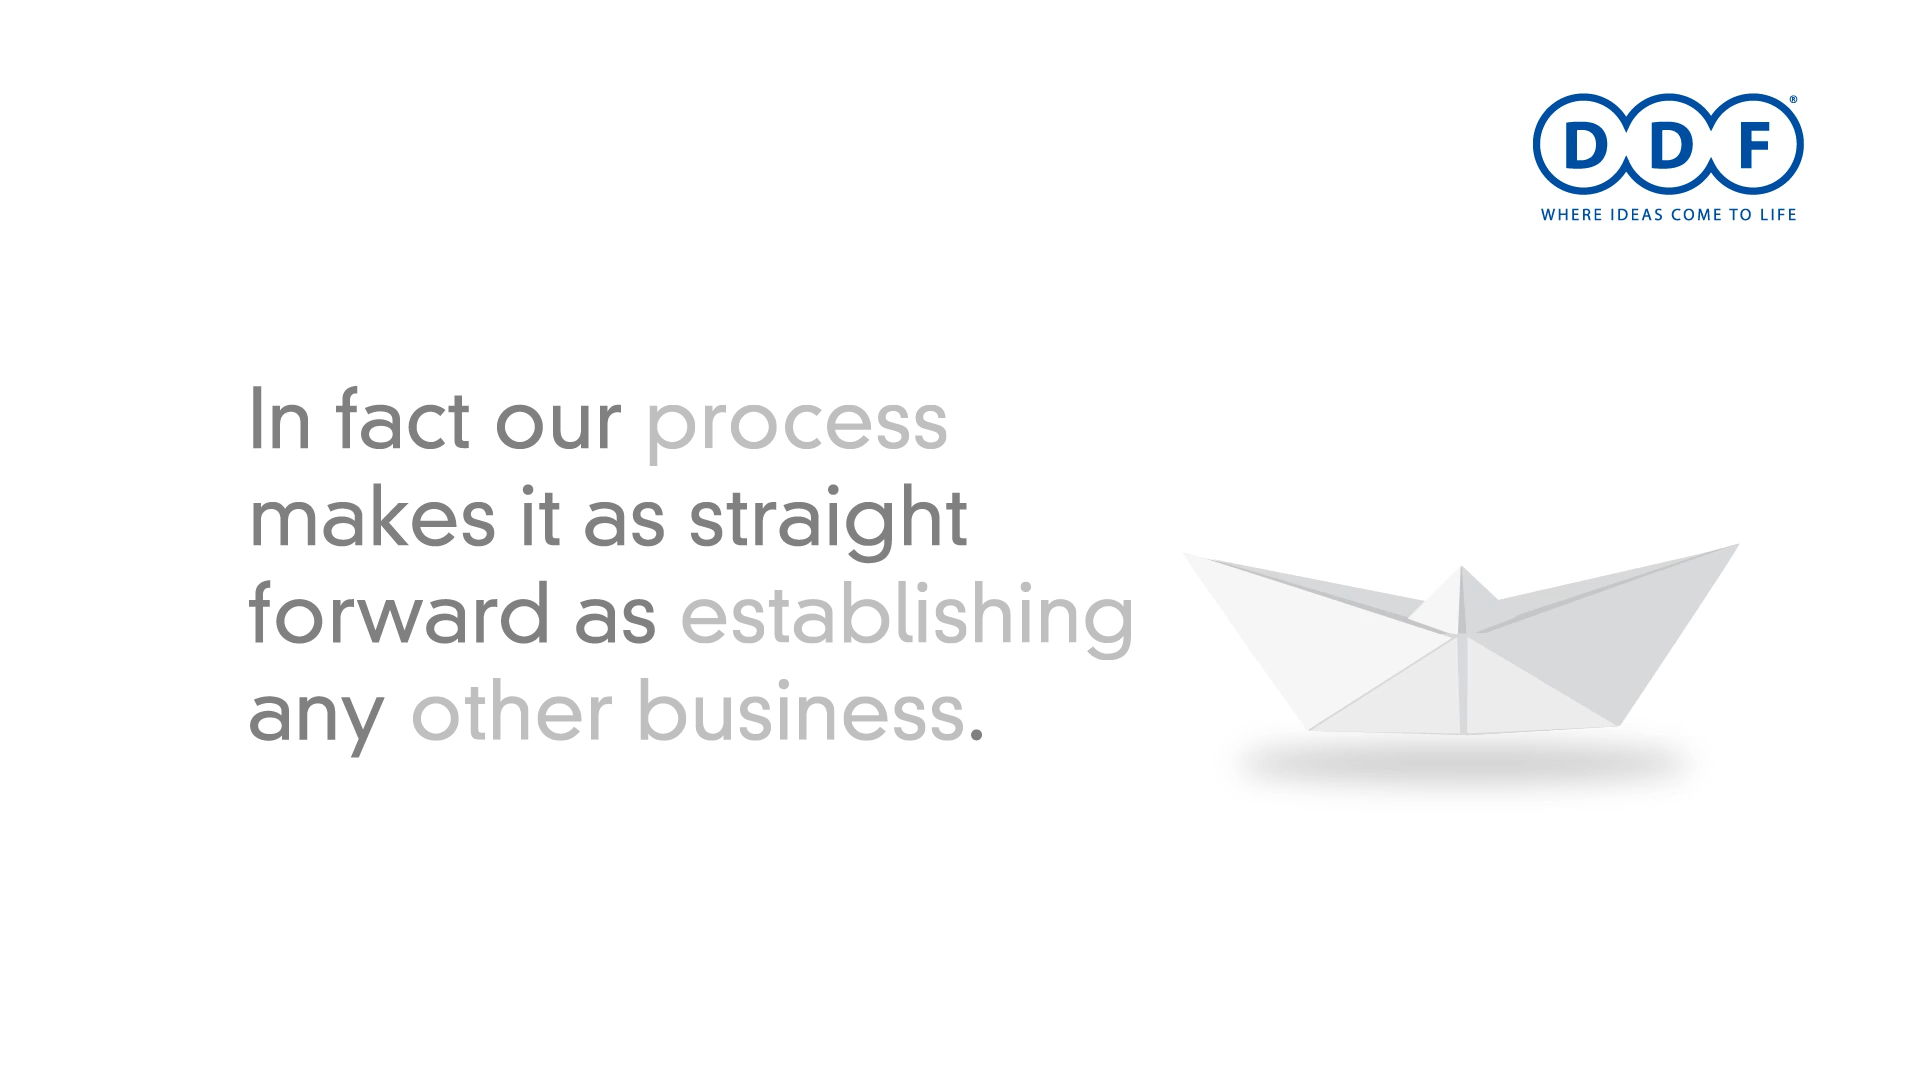 DDF®
WHERE IDEAS COME TO LIFE
In fact our process
makes it as straight
forward as establishing
any other business.